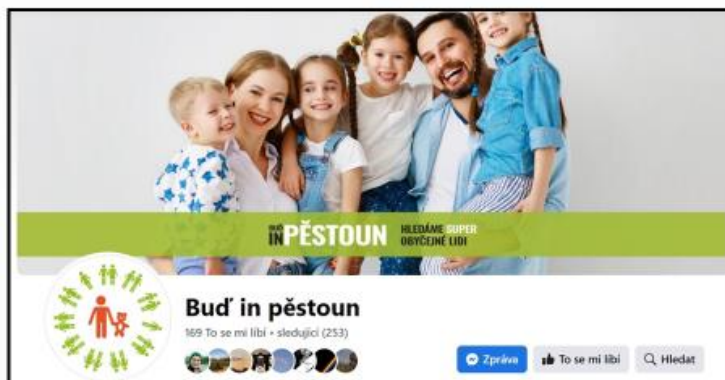 BUĎ
IN PĚSTOUN
HLEDÁME SUPER
OBYČEJNÉ LIDI
Buď in pěstoun
169 To se mi líbí • sledující (253)
Zpráva
To se mi líbí
Hledat